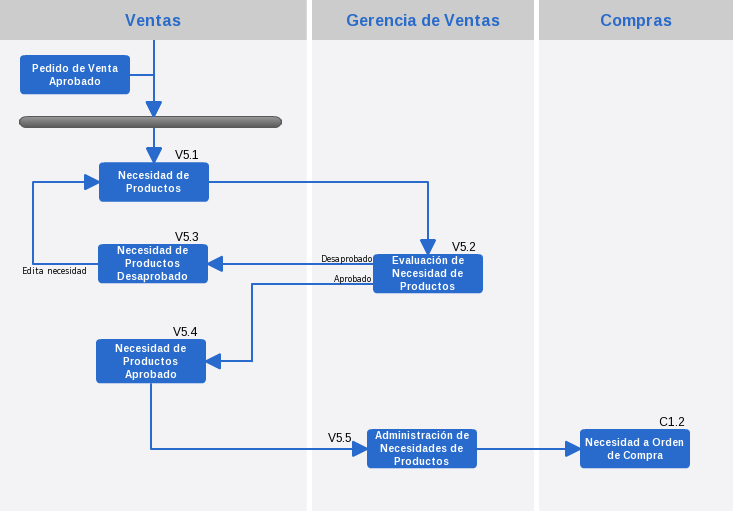 Ventas
Gerencia de Ventas
Compras
Pedido de Venta
Aprobado
V5.1
Necesidad de
Productos
V5.3
Necesidad de
Productos
Desaprobado
Edita necesidad
Desaprobado
Aprobado
V5.2
Evaluación de
Necesidad de
Productos
V5.4
Necesidad de
Productos
Aprobado
V5.5
Administración de
Necesidades de
Productos
C1.2
Necesidad a Orden
de Compra